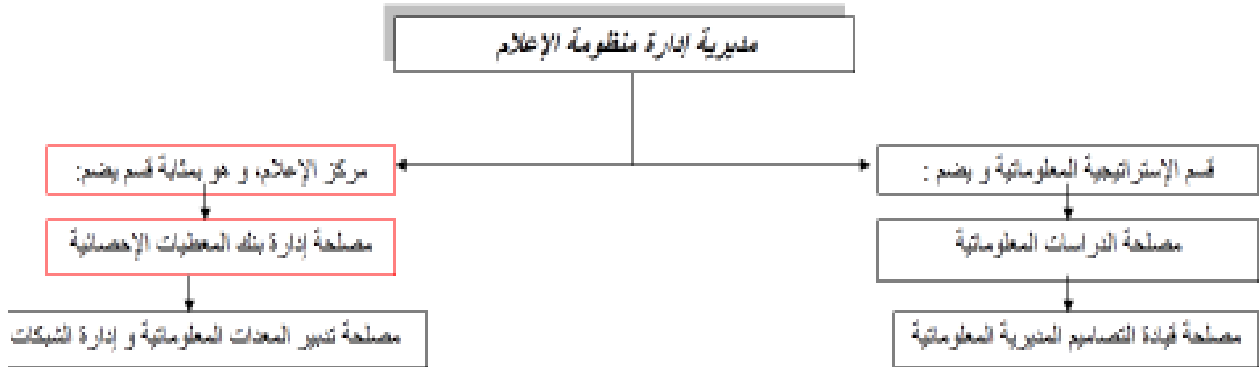 مديرية إدارة منظومة الإعلام
قسم الإستراتيجية المعلوماتية و يضم :
مركز الإعلام، و هو بمثابة قسم يضم:
مصلحة الدراسات المعلوماتية
مصلحة إدارة بنك المعطيات الإحصائية
مصلحة قيادة التصاميم المديرية المعلوماتية
مصلحة تدبير المعدات المعلوماتية و إدارة الشبكات